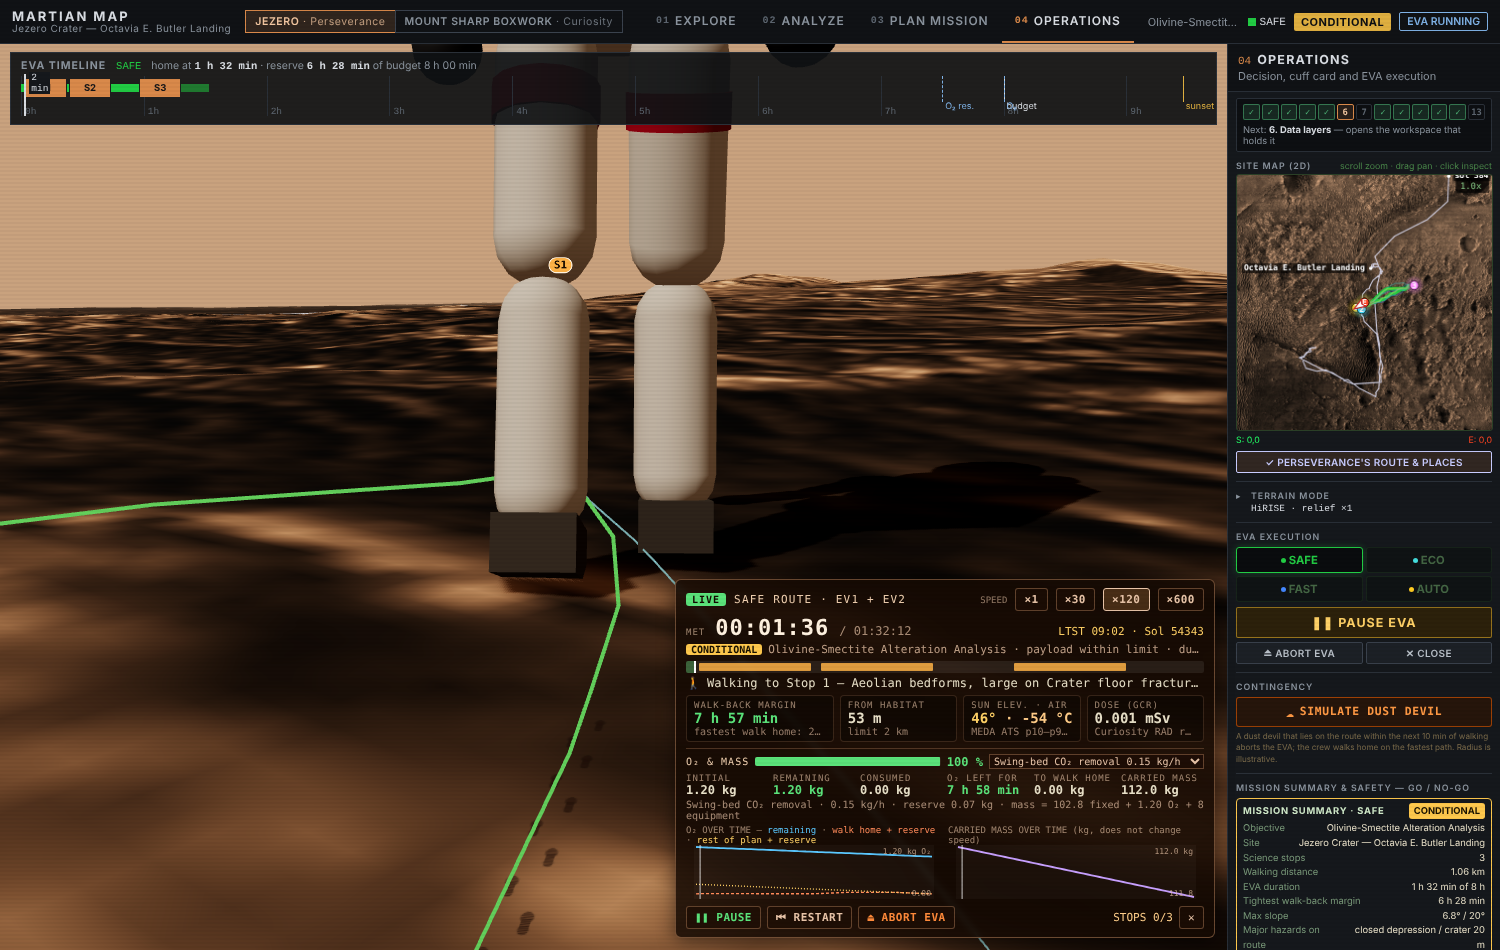 MARTIAN MAP
Jezero Crater — Octavia E. Butler Landing
JEZERO · Perseverance
MOUNT SHARP BOXWORK · Curiosity
01 EXPLORE
02 ANALYZE
03 PLAN MISSION
04 OPERATIONS
Olivine-Smectit...
SAFE
CONDITIONAL
EVA RUNNING
EVA TIMELINE SAFE home at 1 h 32 min · reserve 6 h 28 min of budget 8 h 00 min
2 min
S2
S3
1h
2h
3h
4h
5h
6h
7h
9h
O₂ res.
budget
sunset
S1
LIVE SAFE ROUTE · EV1 + EV2
SPEED ×1 ×30 ×120 ×600
MET 00:01:36 / 01:32:12
LTST 09:02 · Sol 54343
CONDITIONAL Olivine-Smectite Alteration Analysis · payload within limit · du…
Walking to Stop 1 — Aeolian bedforms, large on Crater floor fractur…
WALK-BACK MARGIN
7 h 57 min
fastest walk home: 2…
FROM HABITAT
53 m
limit 2 km
SUN ELEV. · AIR
46° · -54 °C
MEDA ATS p10–p9…
DOSE (GCR)
0.001 mSv
Curiosity RAD r…
O₂ & MASS
100 %
Swing-bed CO₂ removal 0.15 kg/h
INITIAL
1.20 kg
REMAINING
1.20 kg
CONSUMED
0.00 kg
O₂ LEFT FOR
7 h 58 min
TO WALK HOME
0.00 kg
CARRIED MASS
112.0 kg
Swing-bed CO₂ removal · 0.15 kg/h · reserve 0.07 kg · mass = 102.8 fixed + 1.20 O₂ + 8
equipment
O₂ OVER TIME — remaining · walk home + reserve
· rest of plan + reserve
1.20 kg O₂
0.00
CARRIED MASS OVER TIME (kg, does not change
speed)
112.0 kg
111.8
❚❚ PAUSE
⏮ RESTART
⏏ ABORT EVA
STOPS 0/3
✕
04 OPERATIONS
Decision, cuff card and EVA execution
✓ ✓ ✓ ✓ ✓ 6 7 ✓ ✓ ✓ ✓ ✓ 13
Next: 6. Data layers — opens the workspace that
holds it
SITE MAP (2D)
scroll zoom · drag pan · click inspect
1.0x
Octavia E. Butler Landing
S: 0,0
E: 0,0
✓ PERSEVERANCE'S ROUTE & PLACES
▸ TERRAIN MODE
HiRISE · relief ×1
EVA EXECUTION
SAFE
ECO
FAST
AUTO
❚❚ PAUSE EVA
⏏ ABORT EVA
✕ CLOSE
CONTINGENCY
☁ SIMULATE DUST DEVIL
A dust devil that lies on the route within the next 10 min of walking
aborts the EVA; the crew walks home on the fastest path. Radius is
illustrative.
MISSION SUMMARY & SAFETY — GO / NO-GO
MISSION SUMMARY · SAFE
CONDITIONAL
Objective Olivine-Smectite Alteration Analysis
Site Jezero Crater — Octavia E. Butler Landing
Science stops 3
Walking distance 1.06 km
EVA duration 1 h 32 min of 8 h
Tightest walk-back margin 6 h 28 min
Max slope 6.8° / 20°
Major hazards on closed depression / crater 20
route m